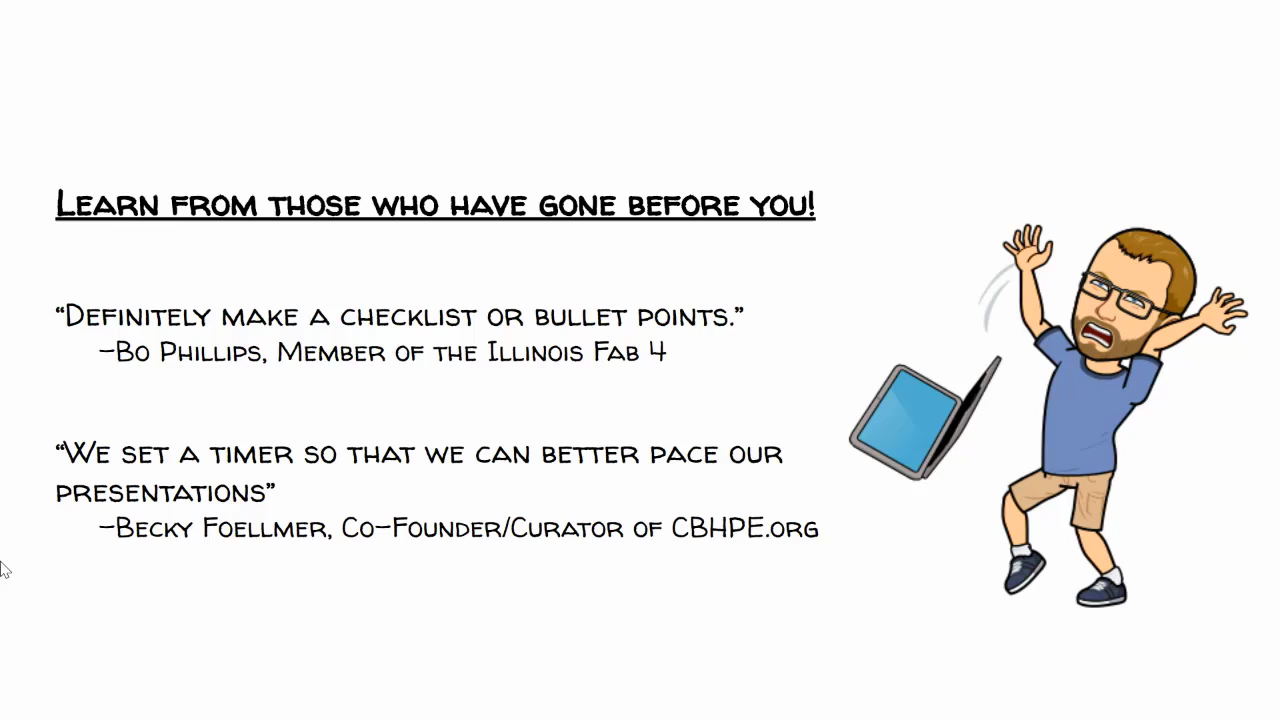 Learn from those who have gone before you!
“Definitely make a checklist or bullet points.”
-Bo Phillips, Member of the Illinois Fab 4
“We set a timer so that we can better pace our
presentations”
-Becky Foellmer, Co-Founder/Curator of CBHPE.org